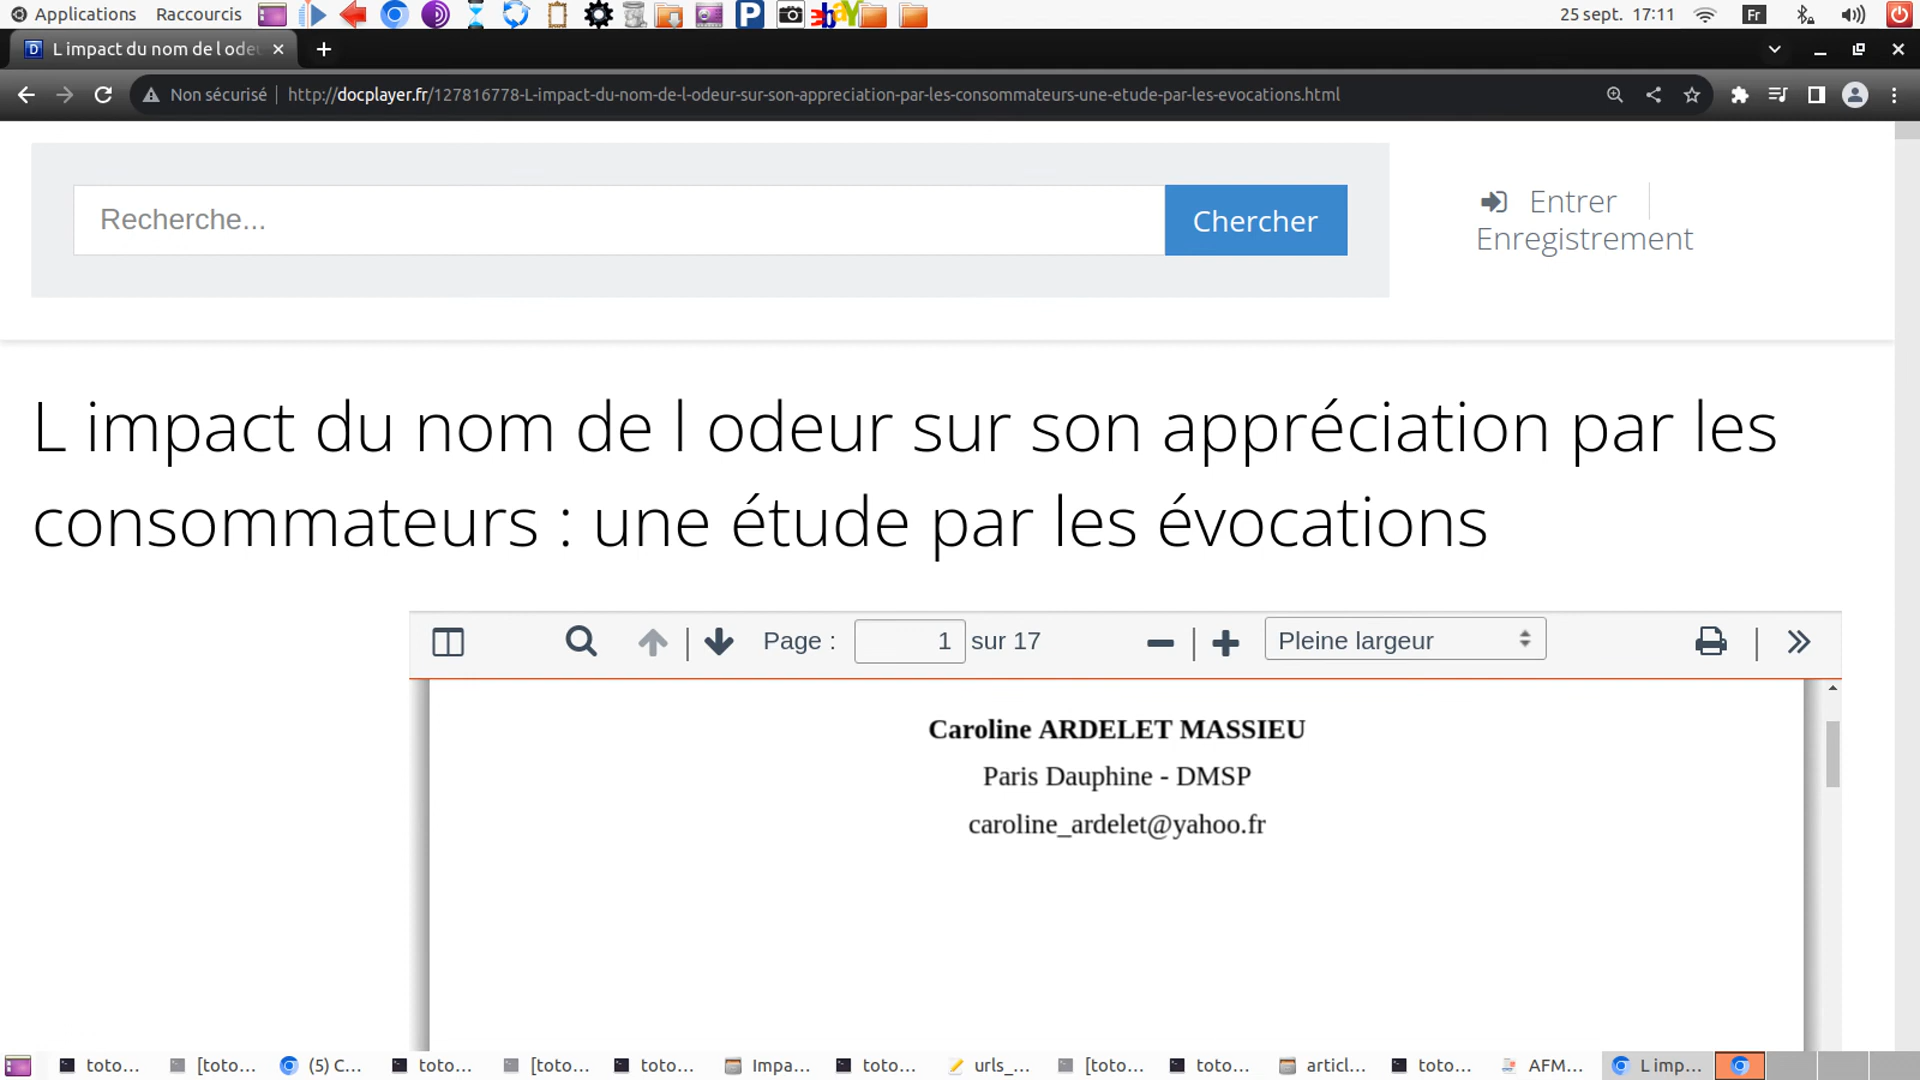 Applications Raccourcis P ebaY 25 sept. 17:11 Fr
D L impact du nom de l ode
Non sécurisé http://docplayer.fr/127816778-L-impact-du-nom-de-l-odeur-sur-son-appreciation-par-les-consommateurs-une-etude-par-les-evocations.html
Recherche...
Chercher
Entrer
Enregistrement
L impact du nom de l odeur sur son appréciation par les
consommateurs : une étude par les évocations
Page : 1 sur 17 Pleine largeur
Caroline ARDELET MASSIEU
Paris Dauphine - DMSP
caroline_ardelet@yahoo.fr
toto... [toto... (5) C... toto... [toto... toto... Impa... toto... urls_... [toto... toto... articl... toto... AFM... L imp...